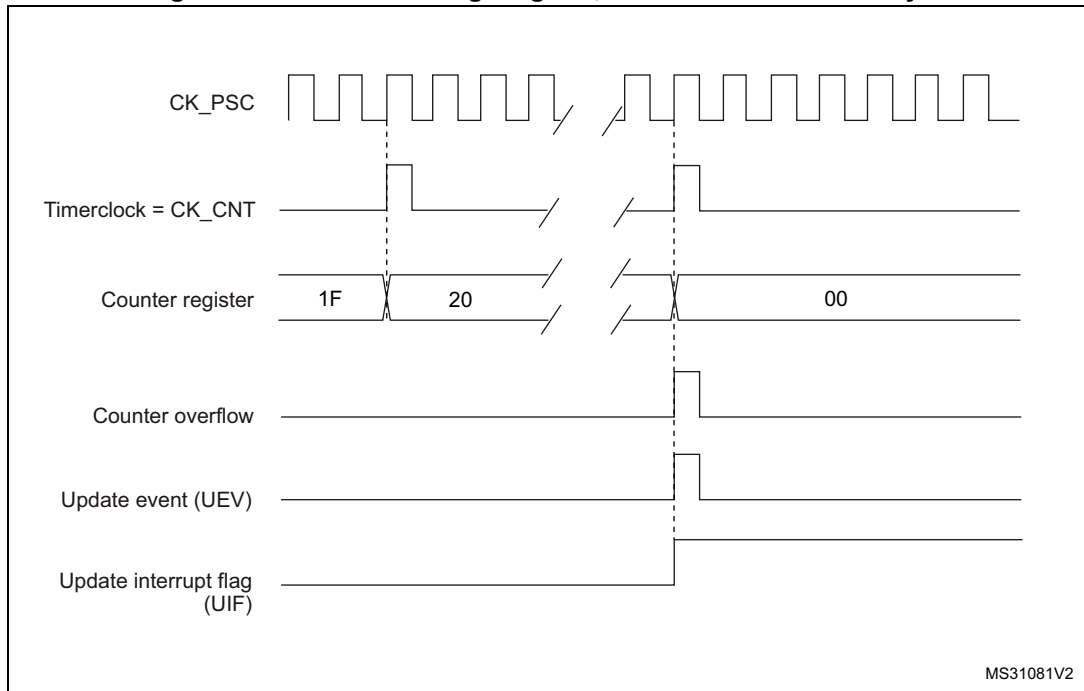 CK_PSC
Timerclock = CK_CNT
Counter register
1F
20
00
Counter overflow
Update event (UEV)
Update interrupt flag
(UIF)
MS31081V2